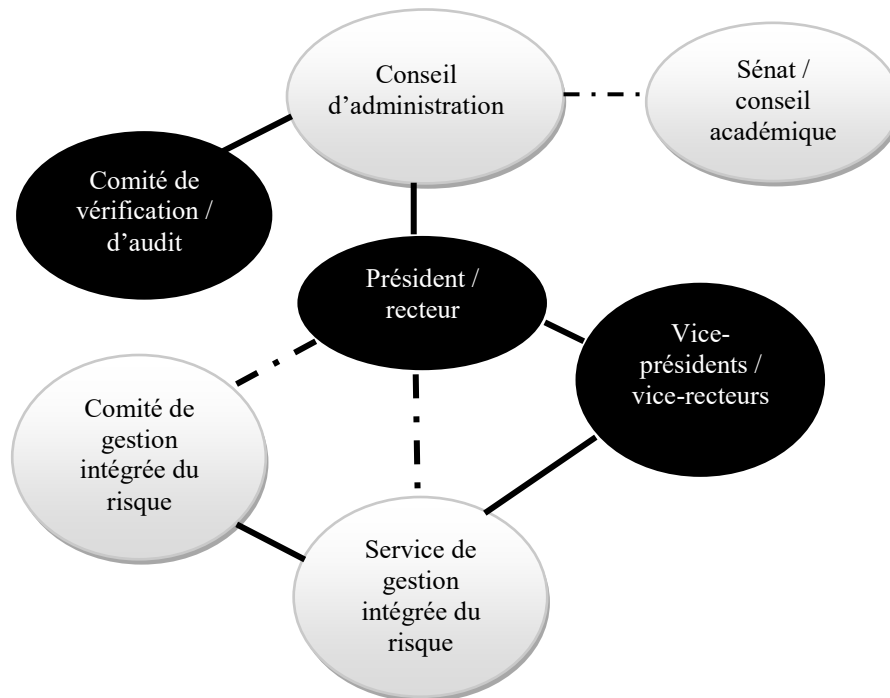 Conseil
d’administration
Sénat /
conseil
académique
Comité de
vérification /
d’audit
Président /
recteur
Vice-
présidents /
vice-recteurs
Comité de
gestion
intégrée du
risque
Service de
gestion
intégrée du
risque